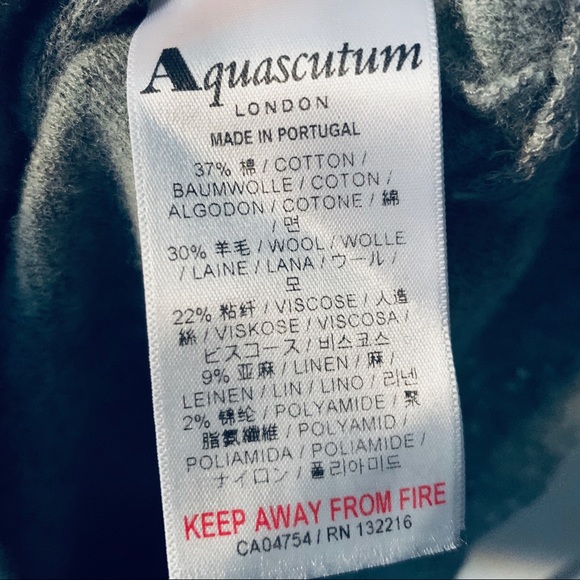 Aquascutum
LONDON
MADE IN PORTUGAL
37% 棉 / COTTON /
BAUMWOLLE / COTON /
ALGODON / COTONE / 綿
/ 면
30% 羊毛 / WOOL / WOLLE
/ LAINE / LANA / ウール /
모
22% 粘纤 / VISCOSE / 人造
絲 / VISKOSE / VISCOSA /
ビスコース / 비스코스
9% 亚麻 / LINEN / 麻 /
LEINEN / LIN / LINO / 리넨
2% 锦纶 / POLYAMIDE / 聚
脂氨纖維 / POLYAMID /
POLIAMIDA / POLIAMIDE /
ナイロン / 폴리아미드
KEEP AWAY FROM FIRE
CA04754 / RN 132216